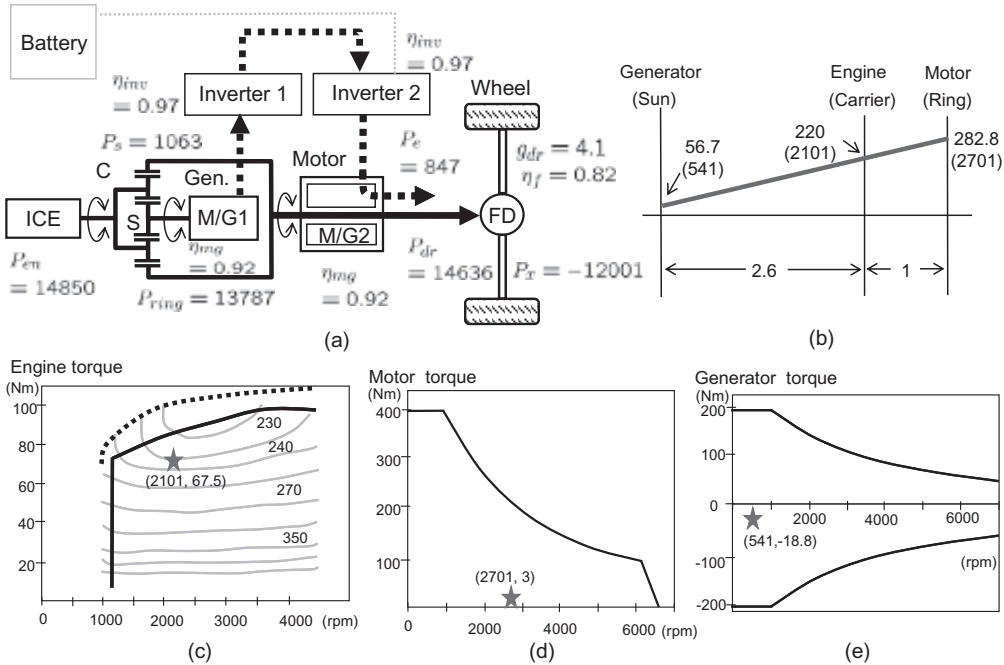 Battery
η_inv
= 0.97
Inverter 1
Inverter 2
η_inv
= 0.97
Wheel
P_s = 1063
P_e
= 847
g_dr = 4.1
η_f = 0.82
C
Gen.
Motor
ICE
S
M/G1
M/G2
FD
P_en
= 14850
η_mg
= 0.92
P_ring = 13787
η_mg
= 0.92
P_dr
= 14636
P_x = −12001
(a)
Generator
(Sun)
Engine
(Carrier)
Motor
(Ring)
56.7
(541)
220
(2101)
282.8
(2701)
2.6
1
(b)
Engine torque
(Nm)
100
80
60
40
20
230
240
270
350
(2101, 67.5)
0 1000 2000 3000 4000 (rpm)
(c)
Motor torque
(Nm)
400
300
200
100
(2701, 3)
0 2000 4000 6000 (rpm)
(d)
Generator torque
(Nm)
200
100
0
-100
-200
2000 4000 6000
(rpm)
(541,-18.8)
(e)